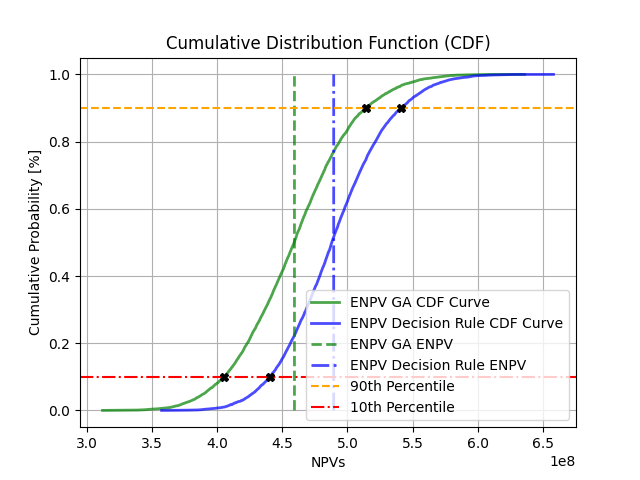 Cumulative Distribution Function (CDF)
Cumulative Probability [%]
1.0
0.8
0.6
0.4
0.2
0.0
ENPV GA CDF Curve
ENPV Decision Rule CDF Curve
ENPV GA ENPV
ENPV Decision Rule ENPV
90th Percentile
10th Percentile
3.0 3.5 4.0 4.5 5.0 5.5 6.0 6.5
NPVs
1e8